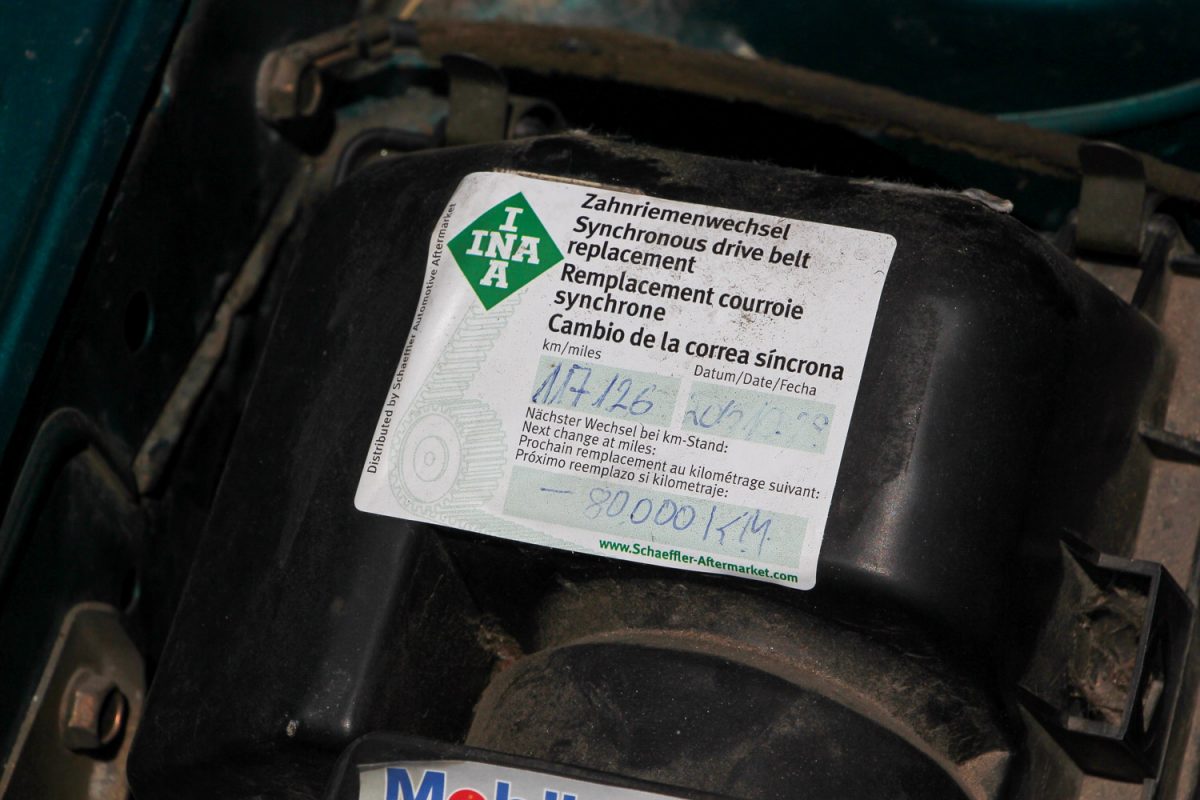 INA
INA
Distributed by Schaeffler Automotive Aftermarket
Zahnriemenwechsel
Synchronous drive belt
replacement
Remplacement courroie
synchrone
Cambio de la correa síncrona
km/miles
Datum/Date/Fecha
117126
Nächster Wechsel bei km-Stand:
Next change at miles:
Prochain remplacement au kilométrage suivant:
Próximo reemplazo si kilometraje:
- 80.000 KM
www.Schaeffler-Aftermarket.com